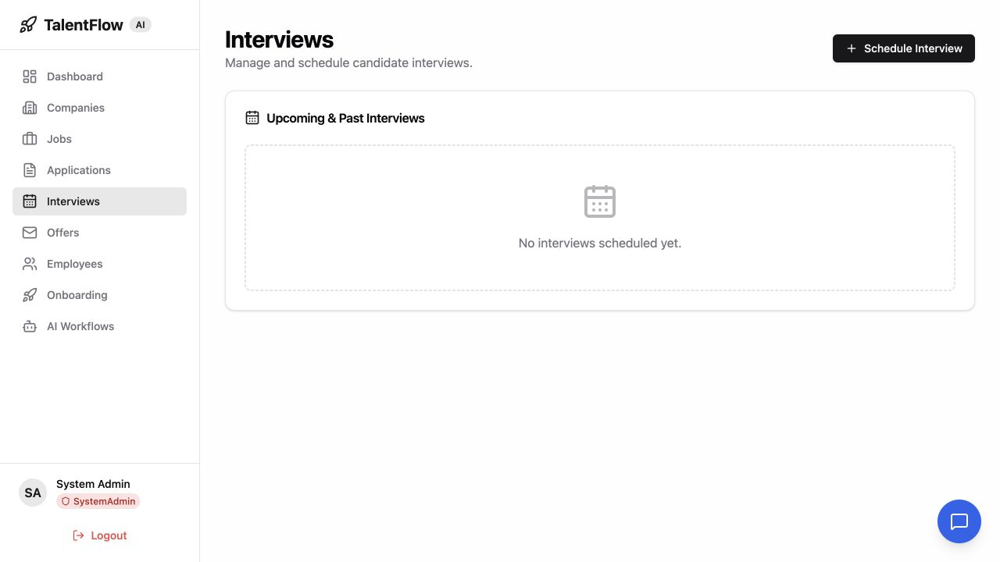 TalentFlow AI
Dashboard
Companies
Jobs
Applications
Interviews
Offers
Employees
Onboarding
AI Workflows
SA
System Admin
SystemAdmin
Logout
Interviews
Manage and schedule candidate interviews.
Schedule Interview
Upcoming & Past Interviews
No interviews scheduled yet.